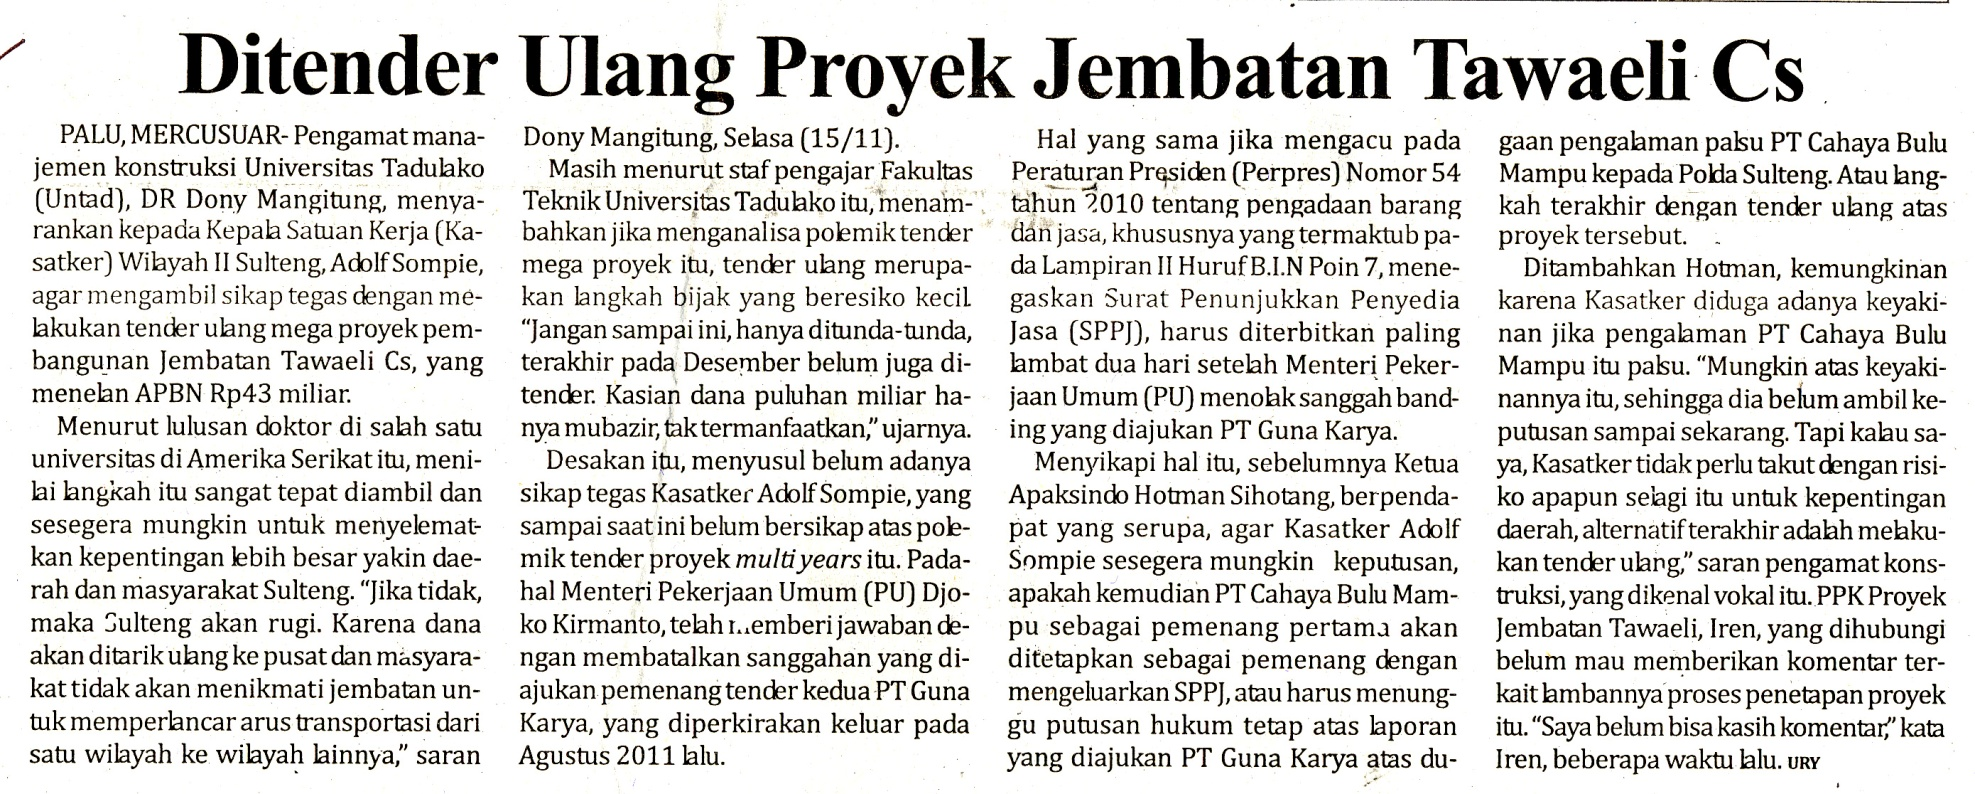 Ditender Ulang Proyek Jembatan Tawaeli Cs
PALU, MERCUSUAR- Pengamat mana-
jemen konstruksi Universitas Tadulako
(Untad), DR Dony Mangitung, menya-
rankan kepada Kepala Satuan Kerja (Ka-
satker) Wilayah II Sulteng, Adolf Sompie,
agar mengambil sikap tegas dengan me-
lakukan tender ulang mega proyek pem-
bangunan Jembatan Tawaeli Cs, yang
menelan APBN Rp43 miliar.
Menurut lulusan doktor di salah satu
universitas di Amerika Serikat itu, meni-
lai langkah itu sangat tepat diambil dan
sesegera mungkin untuk menyelemat-
kan kepentingan lebih besar yakin dae-
rah dan masyarakat Sulteng. “Jika tidak,
maka Sulteng akan rugi. Karena dana
akan ditarik ulang ke pusat dan masyara-
kat tidak akan menikmati jembatan un-
tuk memperlancar arus transportasi dari
satu wilayah ke wilayah lainnya,” saran
Dony Mangitung, Selasa (15/11).
Masih menurut staf pengajar Fakultas
Teknik Universitas Tadulako itu, menam-
bahkan jika menganalisa polemik tender
mega proyek itu, tender ulang merupa-
kan langkah bijak yang beresiko kecil.
“Jangan sampai ini, hanya ditunda-tunda,
terakhir pada Desember belum juga di-
tender. Kasian dana puluhan miliar ha-
nya mubazir, tak termanfaatkan,” ujarnya.
Desakan itu, menyusul belum adanya
sikap tegas Kasatker Adolf Sompie, yang
sampai saat ini belum bersikap atas pole-
mik tender proyek multi years itu. Pada-
hal Menteri Pekerjaan Umum (PU) Djo-
ko Kirmanto, telah memberi jawaban de-
ngan membatalkan sanggahan yang di-
ajukan pemenang tender kedua PT Guna
Karya, yang diperkirakan keluar pada
Agustus 2011 lalu.
Hal yang sama jika mengacu pada
Peraturan Presiden (Perpres) Nomor 54
tahun 2010 tentang pengadaan barang
dan jasa, khususnya yang termaktub pa-
da Lampiran II Huruf B.I.N Poin 7, mene-
gaskan Surat Penunjukkan Penyedia
Jasa (SPPJ), harus diterbitkan paling
lambat dua hari setelah Menteri Peker-
jaan Umum (PU) menolak sanggah band-
ing yang diajukan PT Guna Karya.
Menyikapi hal itu, sebelumnya Ketua
Apaksindo Hotman Sihotang, berpenda-
pat yang serupa, agar Kasatker Adolf
Sompie sesegera mungkin keputusan,
apakah kemudian PT Cahaya Bulu Mam-
pu sebagai pemenang pertama akan
ditetapkan sebagai pemenang dengan
mengeluarkan SPPJ, atau harus menung-
gu putusan hukum tetap atas laporan
yang diajukan PT Guna Karya atas du-
gaan pengalaman palsu PT Cahaya Bulu
Mampu kepada Polda Sulteng. Atau lang-
kah terakhir dengan tender ulang atas
proyek tersebut.
Ditambahkan Hotman, kemungkinan
karena Kasatker diduga adanya keyaki-
nan jika pengalaman PT Cahaya Bulu
Mampu itu palsu. “Mungkin atas keyaki-
nannya itu, sehingga dia belum ambil ke-
putusan sampai sekarang. Tapi kalau sa-
ya, Kasatker tidak perlu takut dengan risi-
ko apapun selagi itu untuk kepentingan
daerah, alternatif terakhir adalah melaku-
kan tender ulang,” saran pengamat kons-
truksi, yang dikenal vokal itu. PPK Proyek
Jembatan Tawaeli, Iren, yang dihubungi
belum mau memberikan komentar ter-
kait lambannya proses penetapan proyek
itu. “Saya belum bisa kasih komentar,” kata
Iren, beberapa waktu lalu. URY